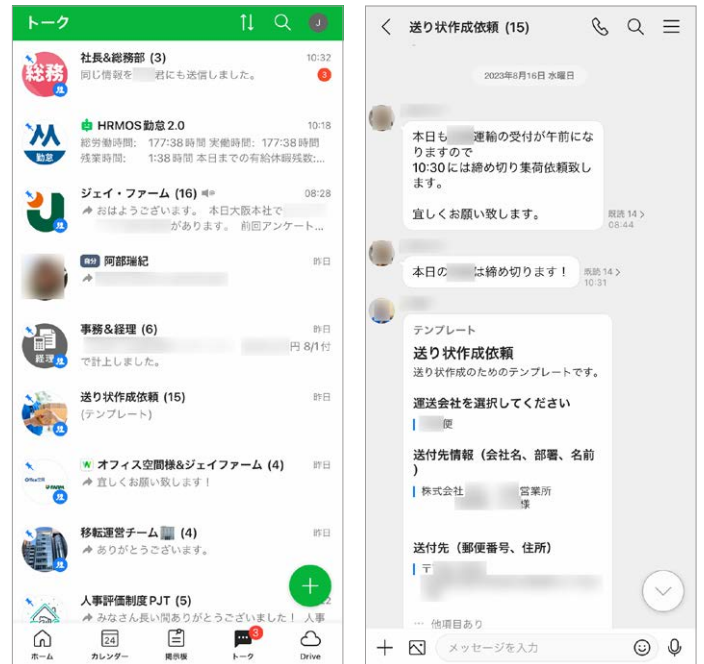 トーク
J
総務
社長&総務部 (3)
10:32
同じ情報を 君にも送信しました。
3
勤怠
HRMOS勤怠2.0
10:18
総労働時間: 177:38時間 実働時間: 177:38時間
残業時間: 1:38時間 本日までの有給休暇残数:...
ジェイ・ファーム (16)
08:28
おはようございます。 本日大阪本社で
があります。 前回アンケート...
自分 阿部瑞紀
昨日
経理
事務&経理 (6)
昨日
円 8/1付
で計上しました。
送り状作成依頼 (15)
昨日
(テンプレート)
W オフィス空間様&ジェイファーム (4)
昨日
宜しくお願い致します!
移転運営チーム (4)
昨日
ありがとうございます。
人事評価制度PJT (5)
みなさん長い間ありがとうございました! 人事
24
3
ホーム
カレンダー
掲示板
トーク
Drive
送り状作成依頼 (15)
2023年8月16日 水曜日
本日も 運輸の受付が午前にな
りますので
10:30には締め切り集荷依頼致し
ます。
宜しくお願い致します。
既読 14
08:44
本日の は締め切ります!
既読 14
10:31
テンプレート
送り状作成依頼
送り状作成のためのテンプレートです。
運送会社を選択してください
便
送付先情報(会社名、部署、名前
)
株式会社 営業所
様
送付先(郵便番号、住所)
〒
... 他項目あり
メッセージを入力